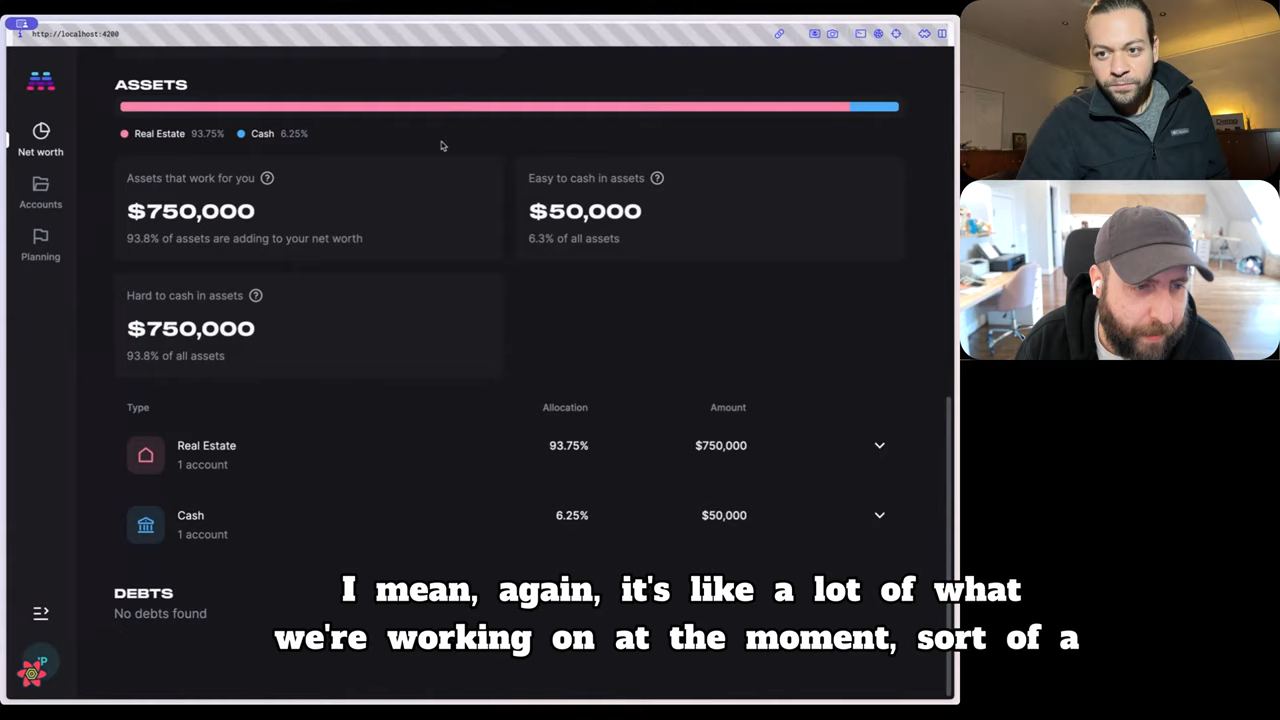 http://localhost:4200
ASSETS
Real Estate 93.75% Cash 6.25%
Net worth
Accounts
Planning
Assets that work for you
$750,000
93.8% of assets are adding to your net worth
Easy to cash in assets
$50,000
6.3% of all assets
Hard to cash in assets
$750,000
93.8% of all assets
Type Allocation Amount
Real Estate 93.75% $750,000
1 account
Cash 6.25% $50,000
1 account
DEBTS
No debts found
I mean, again, it's like a lot of what
we're working on at the moment, sort of a